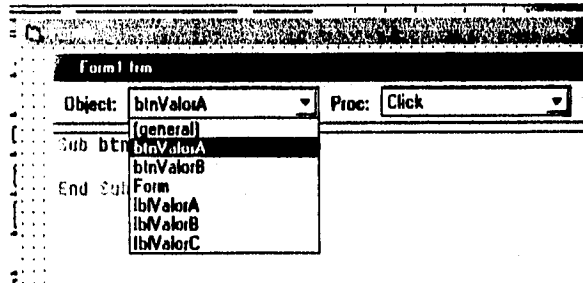 Form1.frm
Object: btnValorA Proc: Click
(general)
Sub btn
btnValorA
btnValorB
End Sub
Form
lblValorA
lblValorB
lblValorC